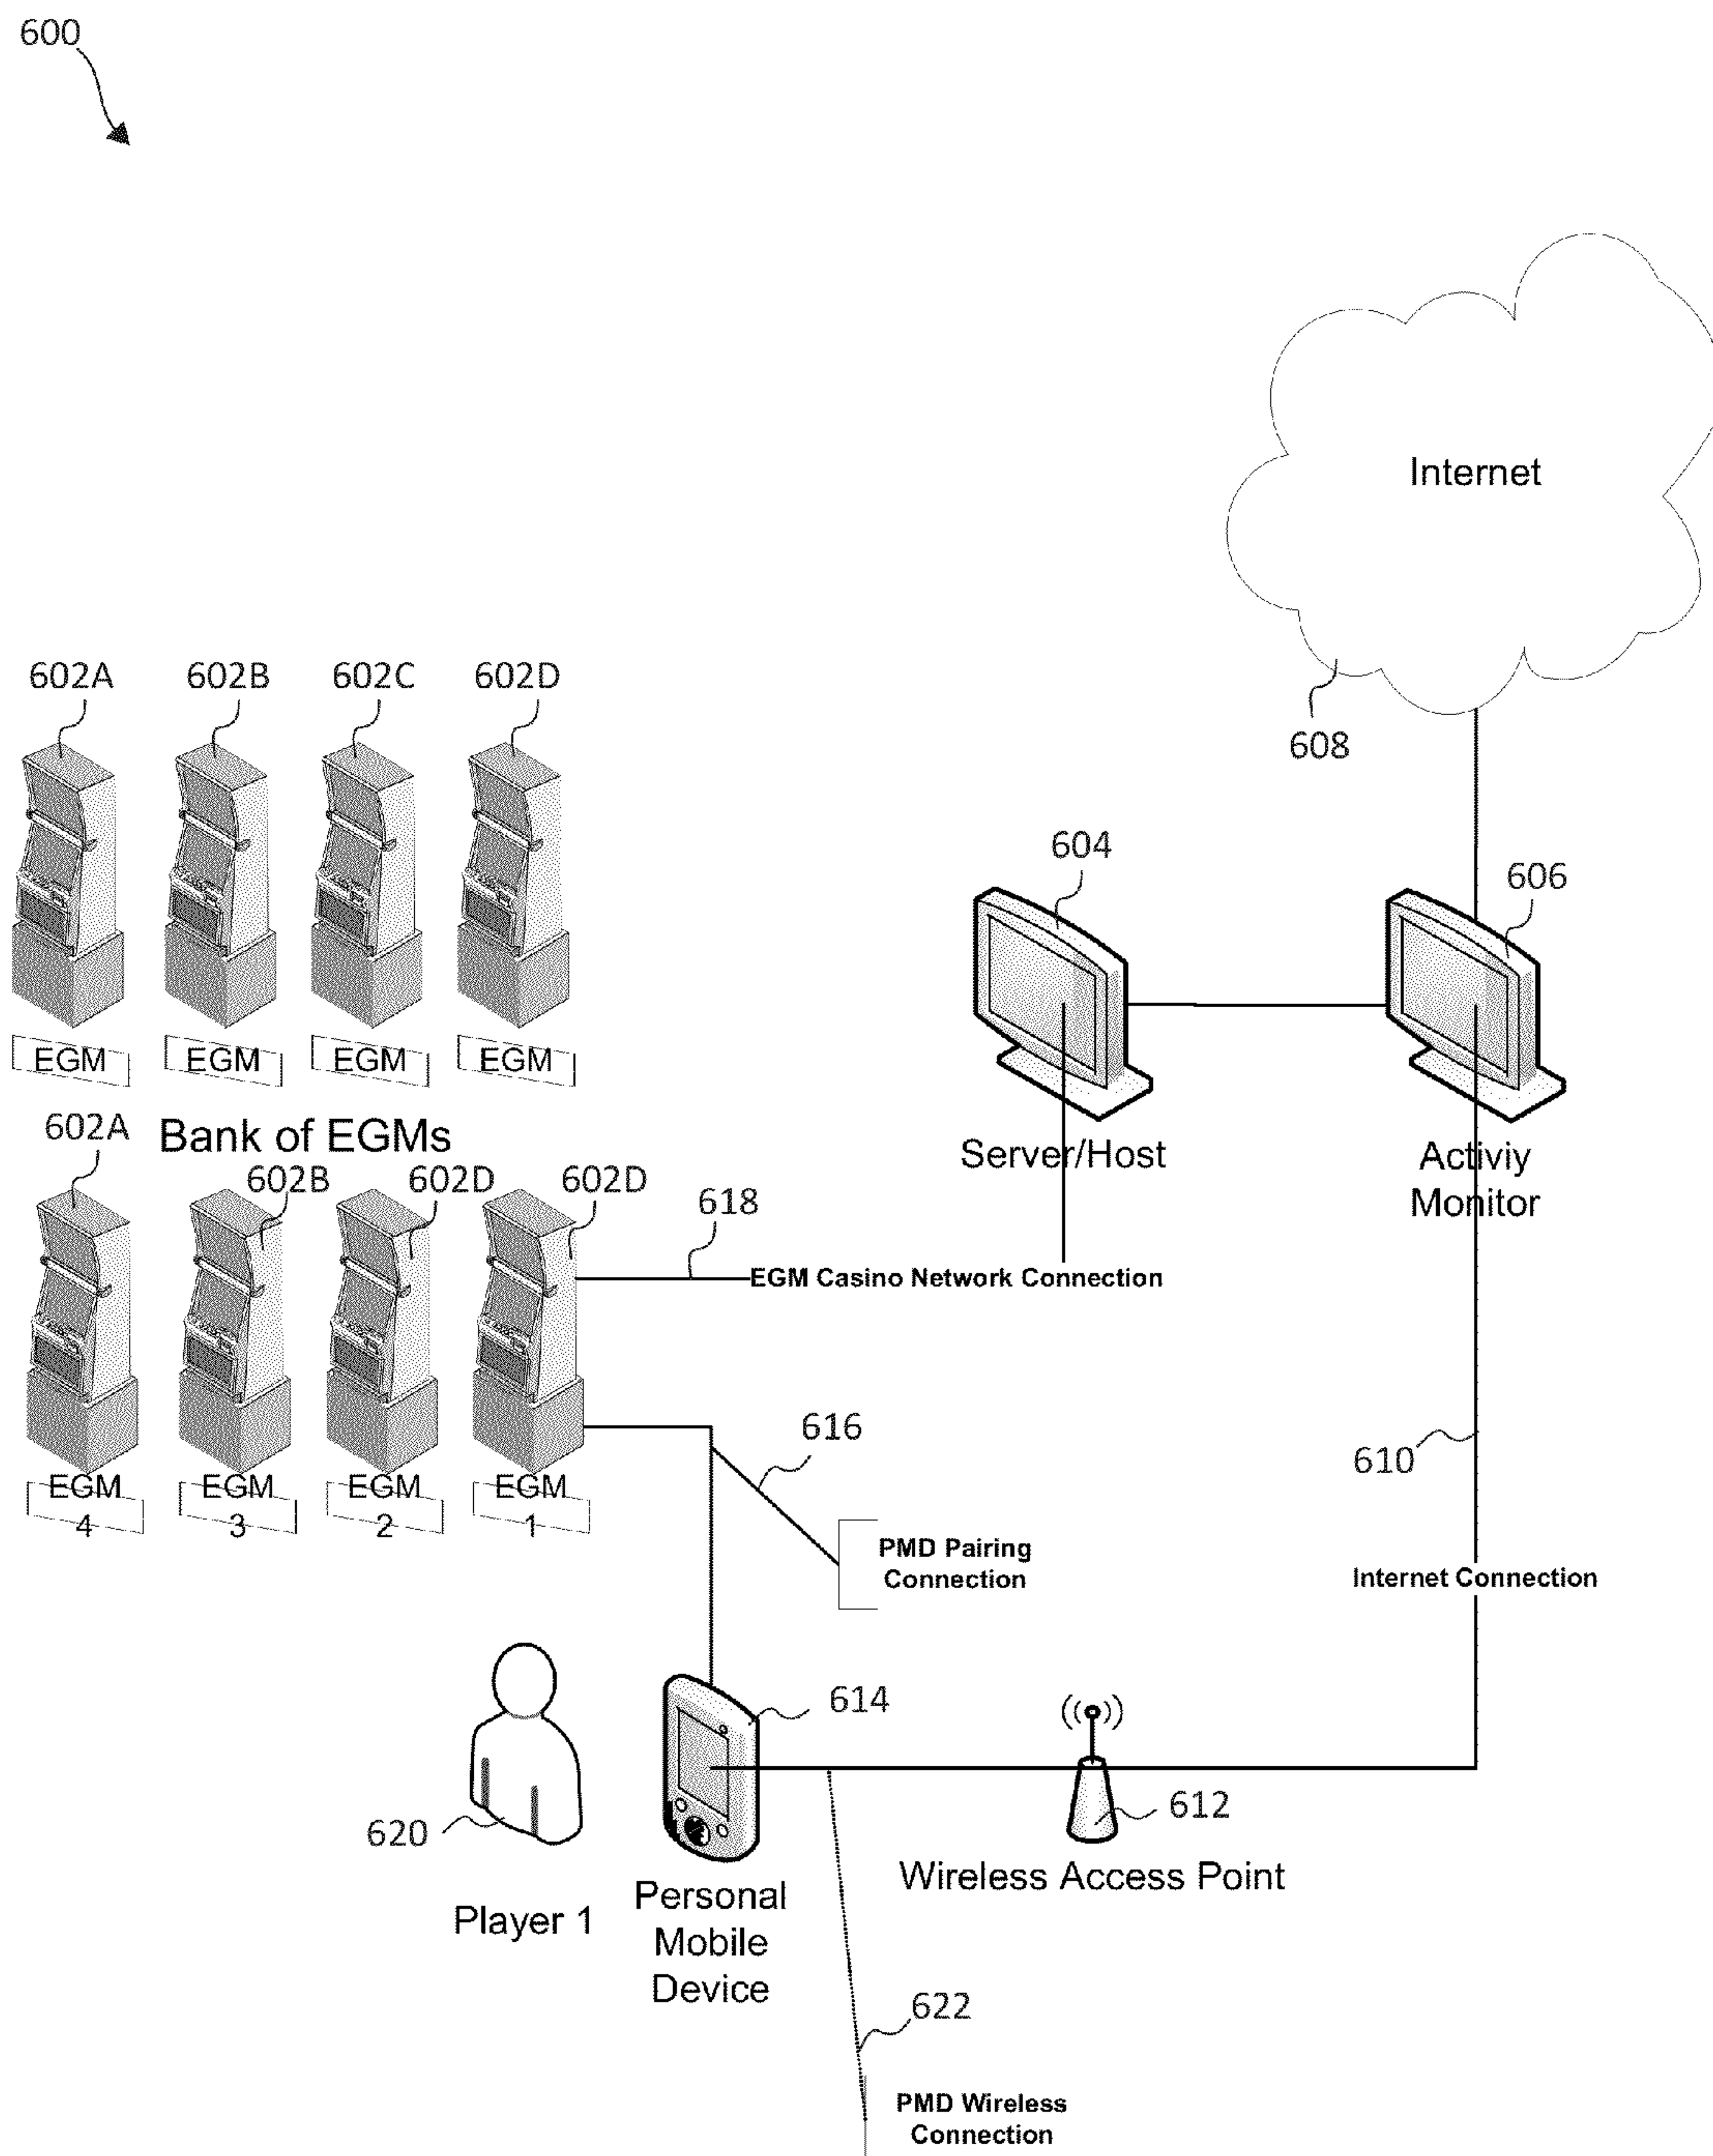 600
Internet
608
602A 602B 602C 602D
604
606
EGM EGM EGM EGM
602A Bank of EGMs
602B 602D 602D
Server/Host
Activiy
Monitor
618
EGM Casino Network Connection
616
610
EGM
4
EGM
3
EGM
2
EGM
1
PMD Pairing
Connection
Internet Connection
614
612
620
Wireless Access Point
Player 1
Personal
Mobile
Device
622
PMD Wireless
Connection